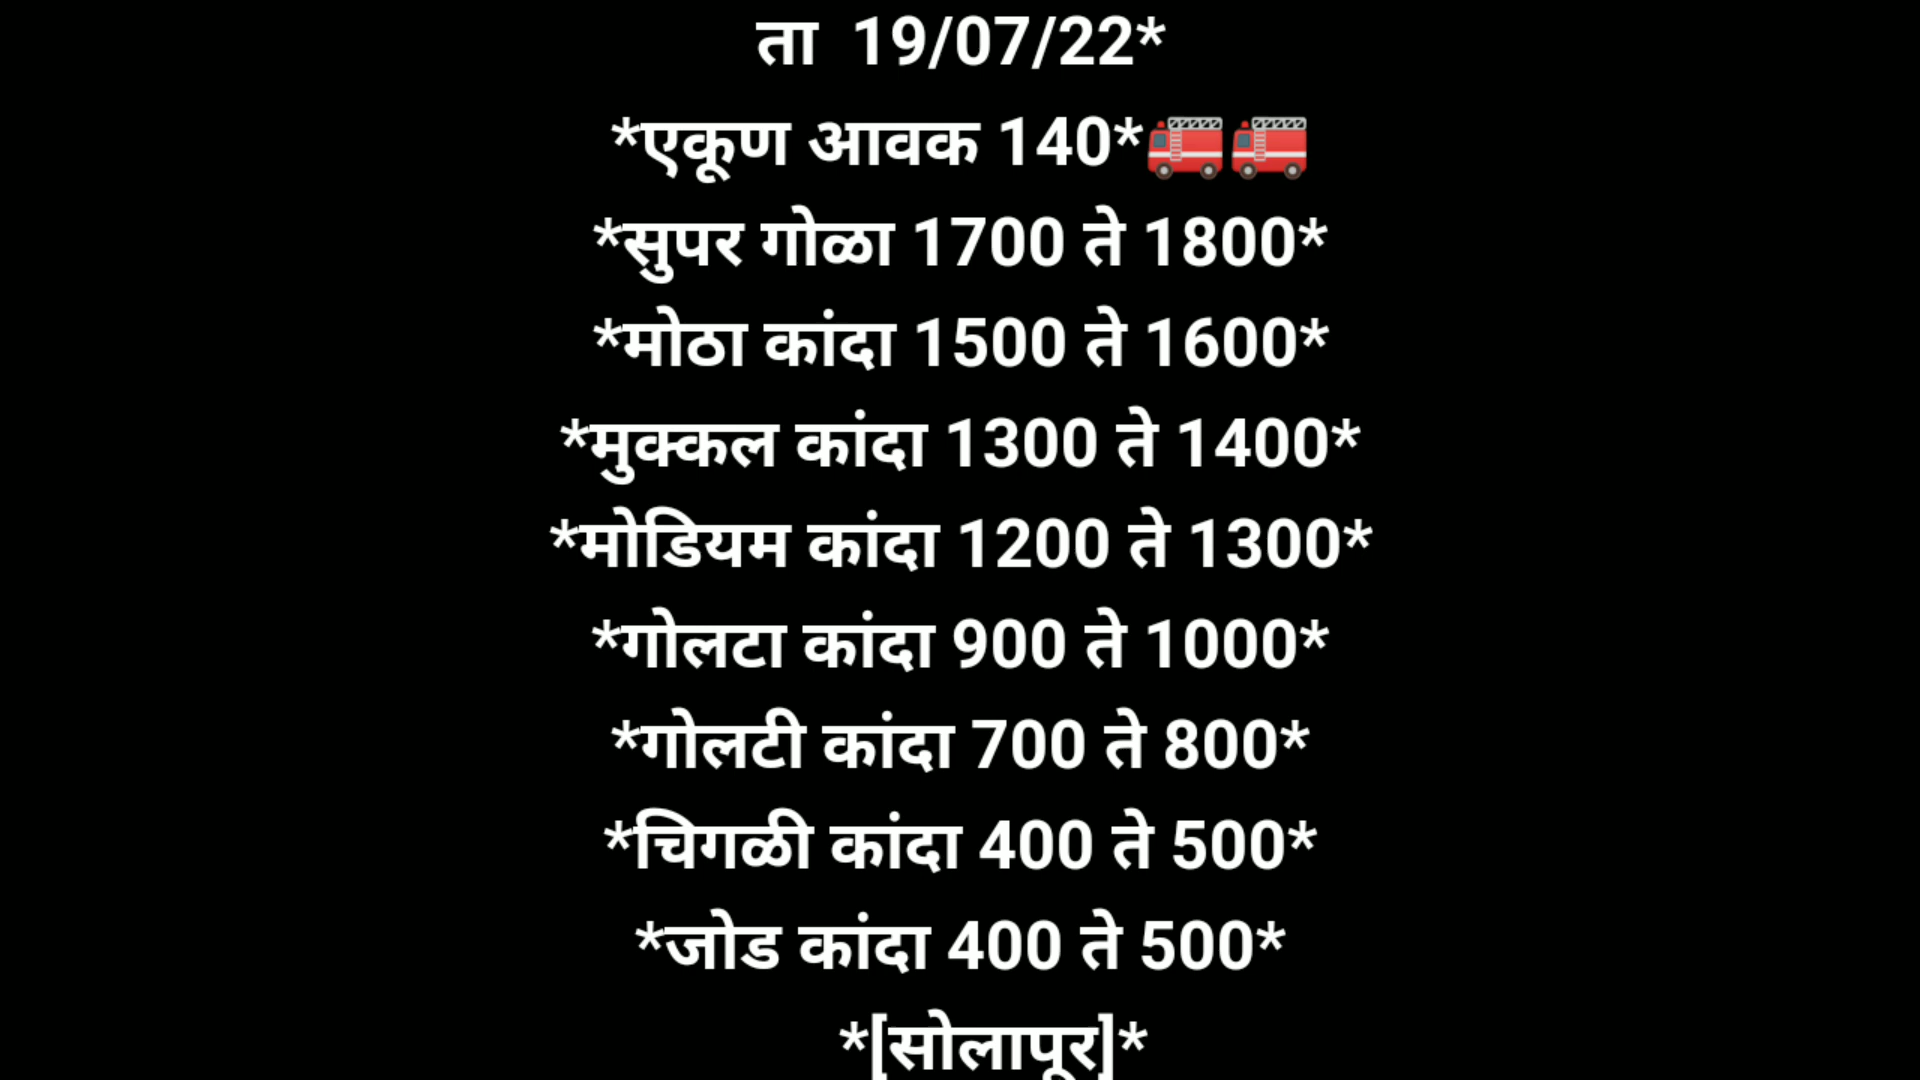 ता  19/07/22*
*एकूण आवक 140*🚒🚒
*सुपर गोळा 1700 ते 1800*
*मोठा कांदा 1500 ते 1600*
*मुक्कल कांदा 1300 ते 1400*
*मोडियम कांदा 1200 ते 1300*
*गोलटा कांदा 900 ते 1000*
*गोलटी कांदा 700 ते 800*
*चिगळी कांदा 400 ते 500*
*जोड कांदा 400 ते 500*
*[सोलापूर]*